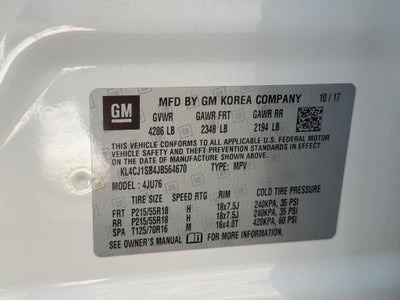 GM
MFD BY GM KOREA COMPANY 10/17
GVWR GAWR FRT GAWR RR
4286 LB 2348 LB 2194 LB
THIS VEHICLE CONFORMS TO ALL APPLICABLE U.S. FEDERAL MOTOR
VEHICLE SAFETY, BUMPER, AND THEFT PREVENTION STANDARDS IN
EFFECT ON THE DATE OF MANUFACTURE SHOWN ABOVE.
KL4CJ1SB4JB564670 TYPE: MPV
MODEL: 4JU76
TIRE SIZE SPEED RTG RIM COLD TIRE PRESSURE
FRT P215/55R18 H 18x7.5J 240KPA, 35 PSI
RR P215/55R18 H 18x7.5J 240KPA, 35 PSI
SPA T125/70R16 M 16x4.0T 420KPA, 60 PSI
SEE OWNER'S MANUAL FOR ADDITIONAL INFORMATION.